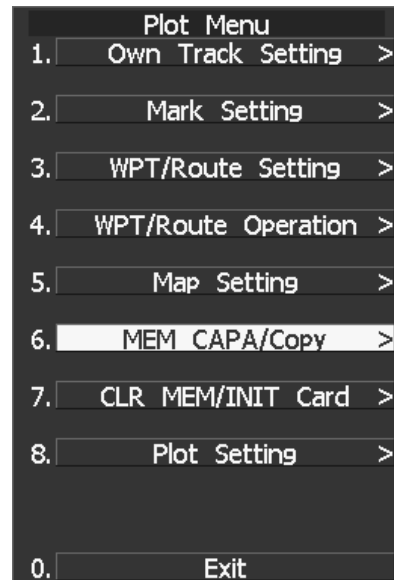 Plot Menu
1. Own Track Setting >
2. Mark Setting >
3. WPT/Route Setting >
4. WPT/Route Operation >
5. Map Setting >
6. MEM CAPA/Copy >
7. CLR MEM/INIT Card >
8. Plot Setting >
0. Exit